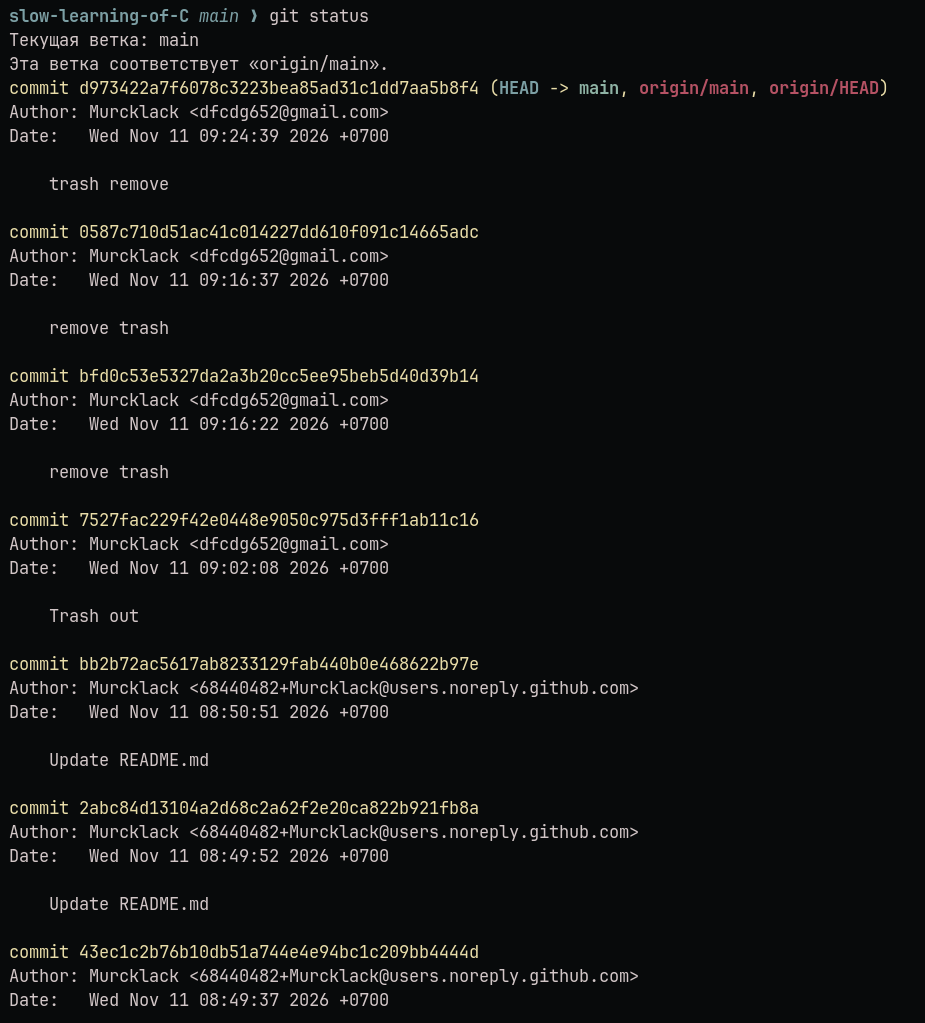 slow-learning-of-C main ❱ git status
Текущая ветка: main
Эта ветка соответствует «origin/main».
commit d973422a7f6078c3223bea85ad31c1dd7aa5b8f4 (HEAD -> main, origin/main, origin/HEAD)
Author: Murcklack <dfcdg652@gmail.com>
Date:   Wed Nov 11 09:24:39 2026 +0700
    trash remove
commit 0587c710d51ac41c014227dd610f091c14665adc
Author: Murcklack <dfcdg652@gmail.com>
Date:   Wed Nov 11 09:16:37 2026 +0700
    remove trash
commit bfd0c53e5327da2a3b20cc5ee95beb5d40d39b14
Author: Murcklack <dfcdg652@gmail.com>
Date:   Wed Nov 11 09:16:22 2026 +0700
    remove trash
commit 7527fac229f42e0448e9050c975d3fff1ab11c16
Author: Murcklack <dfcdg652@gmail.com>
Date:   Wed Nov 11 09:02:08 2026 +0700
    Trash out
commit bb2b72ac5617ab8233129fab440b0e468622b97e
Author: Murcklack <68440482+Murcklack@users.noreply.github.com>
Date:   Wed Nov 11 08:50:51 2026 +0700
    Update README.md
commit 2abc84d13104a2d68c2a62f2e20ca822b921fb8a
Author: Murcklack <68440482+Murcklack@users.noreply.github.com>
Date:   Wed Nov 11 08:49:52 2026 +0700
    Update README.md
commit 43ec1c2b76b10db51a744e4e94bc1c209bb4444d
Author: Murcklack <68440482+Murcklack@users.noreply.github.com>
Date:   Wed Nov 11 08:49:37 2026 +0700